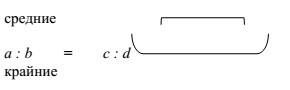 средние
a : b = c : d
крайние